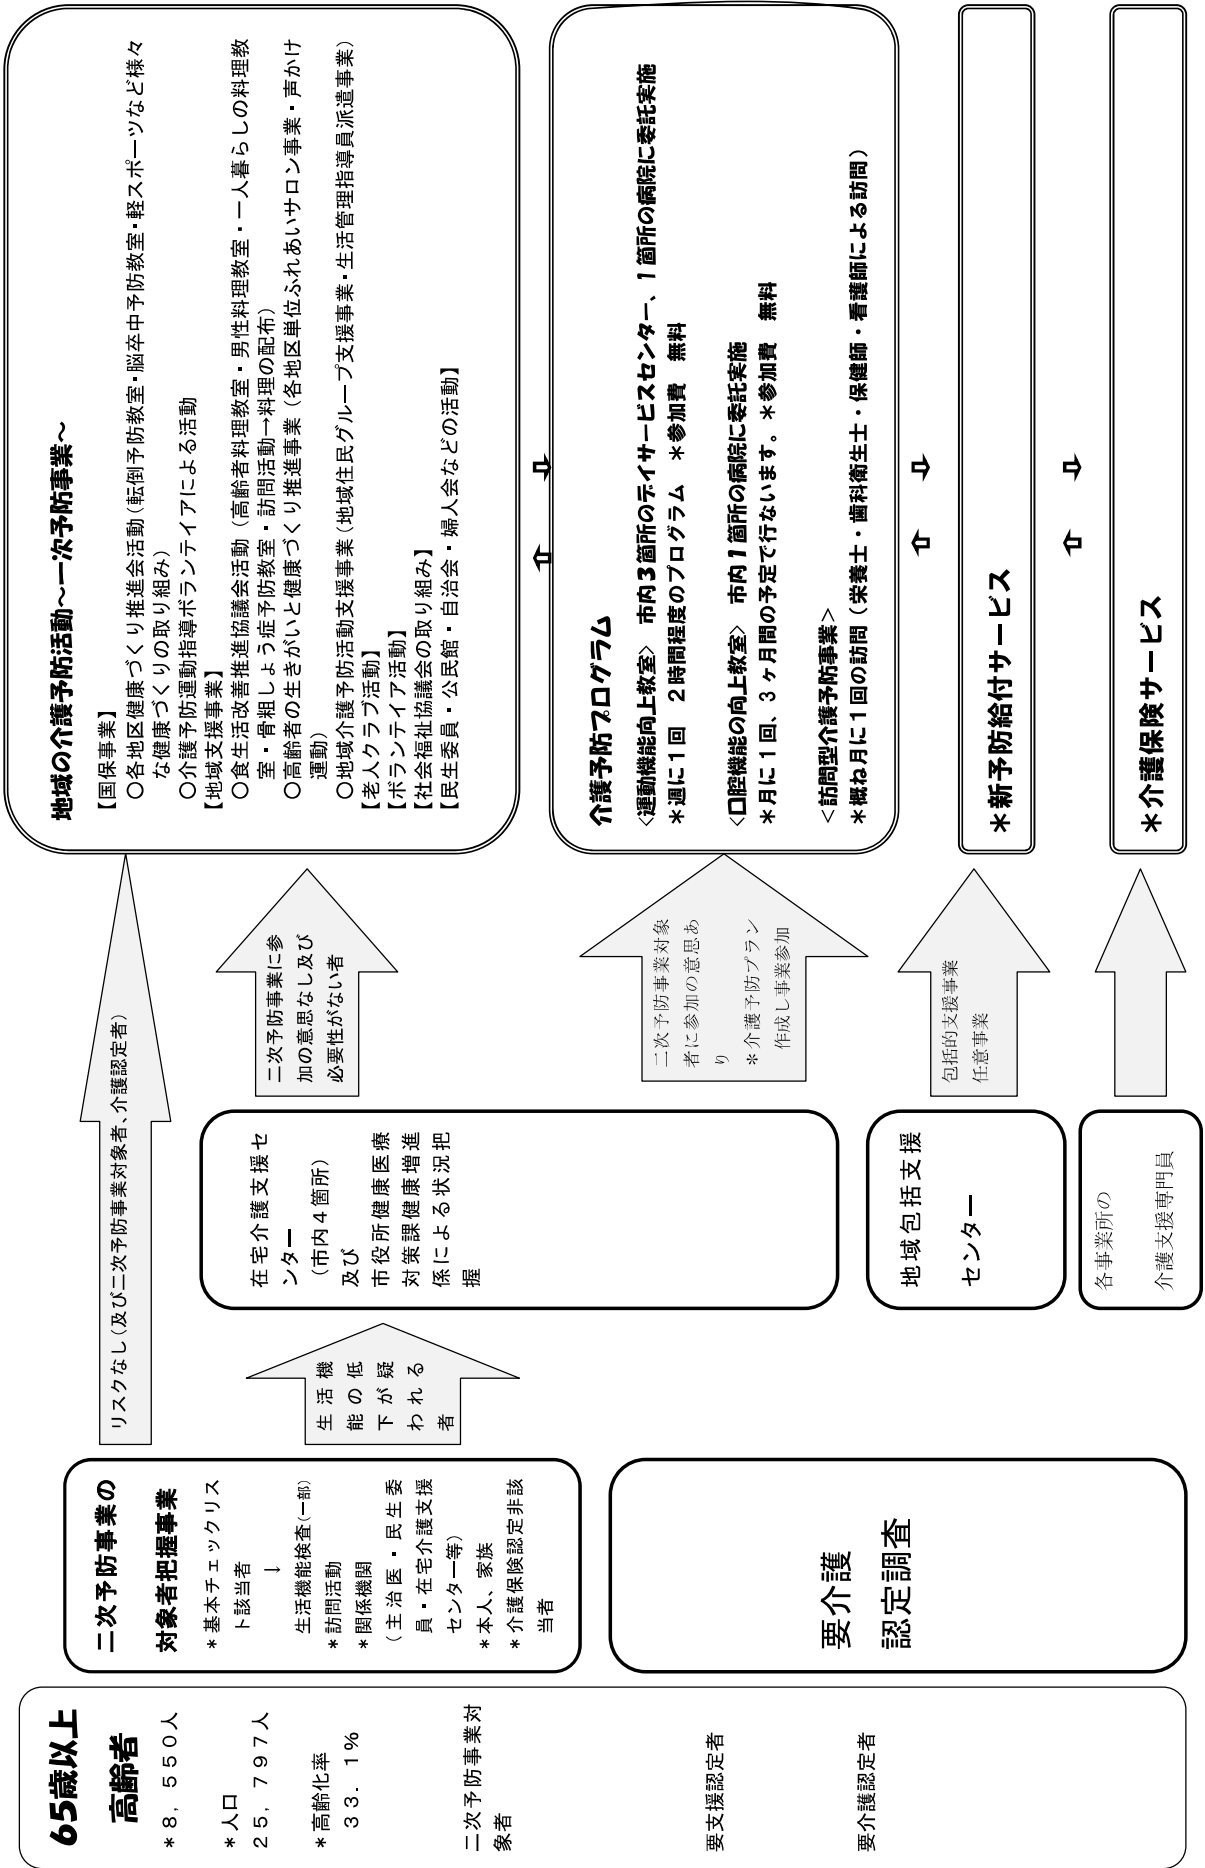 65歳以上
高齢者
＊８，５５０人
＊人口
２５，７９７人
＊高齢化率
３３．１％
二次予防事業対
象者
要支援認定者
要介護認定者
二次予防事業の
対象者把握事業
＊基本チェックリス
ト該当者
↓
生活機能検査(一部)
＊訪問活動
＊関係機関
（主治医・民生委
員・在宅介護支援
センター等）
＊本人、家族
＊介護保険認定非該
当者
要介護
認定調査
リスクなし（及び二次予防事業対象者、介護認定者）
生活機
能の低
下が疑
われる
者
在宅介護支援セ
ンター
（市内４箇所）
及び
市役所健康医療
対策課健康増進
係による状況把
握
地域包括支援
センター
各事業所の
介護支援専門員
二次予防事業に参
加の意思なし及び
必要性がない者
二次予防事業対象
者に参加の意思あ
り
＊介護予防プラン
作成し事業参加
包括的支援事業
任意事業
地域の介護予防活動～一次予防事業～
【国保事業】
〇各地区健康づくり推進会活動（転倒予防教室・脳卒中予防教室・軽スポーツなど様々
な健康づくりの取り組み）
〇介護予防運動指導ボランティアによる活動
【地域支援事業】
〇食生活改善推進協議会活動（高齢者料理教室・男性料理教室・一人暮らしの料理教
室・骨粗しょう症予防教室・訪問活動→料理の配布）
〇高齢者の生きがいと健康づくり推進事業（各地区単位ふれあいサロン事業・声かけ
運動）
〇地域介護予防活動支援事業（地域住民グループ支援事業・生活管理指導員派遣事業）
【老人クラブ活動】
【ボランティア活動】
【社会福祉協議会の取り組み】
【民生委員・公民館・自治会・婦人会などの活動】
介護予防プログラム
＜運動機能向上教室＞　市内３箇所のデイサービスセンター、１箇所の病院に委託実施
＊週に１回　２時間程度のプログラム　＊参加費　無料
＜口腔機能の向上教室＞　市内１箇所の病院に委託実施
＊月に１回、３ヶ月間の予定で行ないます。＊参加費　無料
＜訪問型介護予防事業＞
＊概ね月に１回の訪問（栄養士・歯科衛生士・保健師・看護師による訪問）
＊新予防給付サービス
＊介護保険サービス